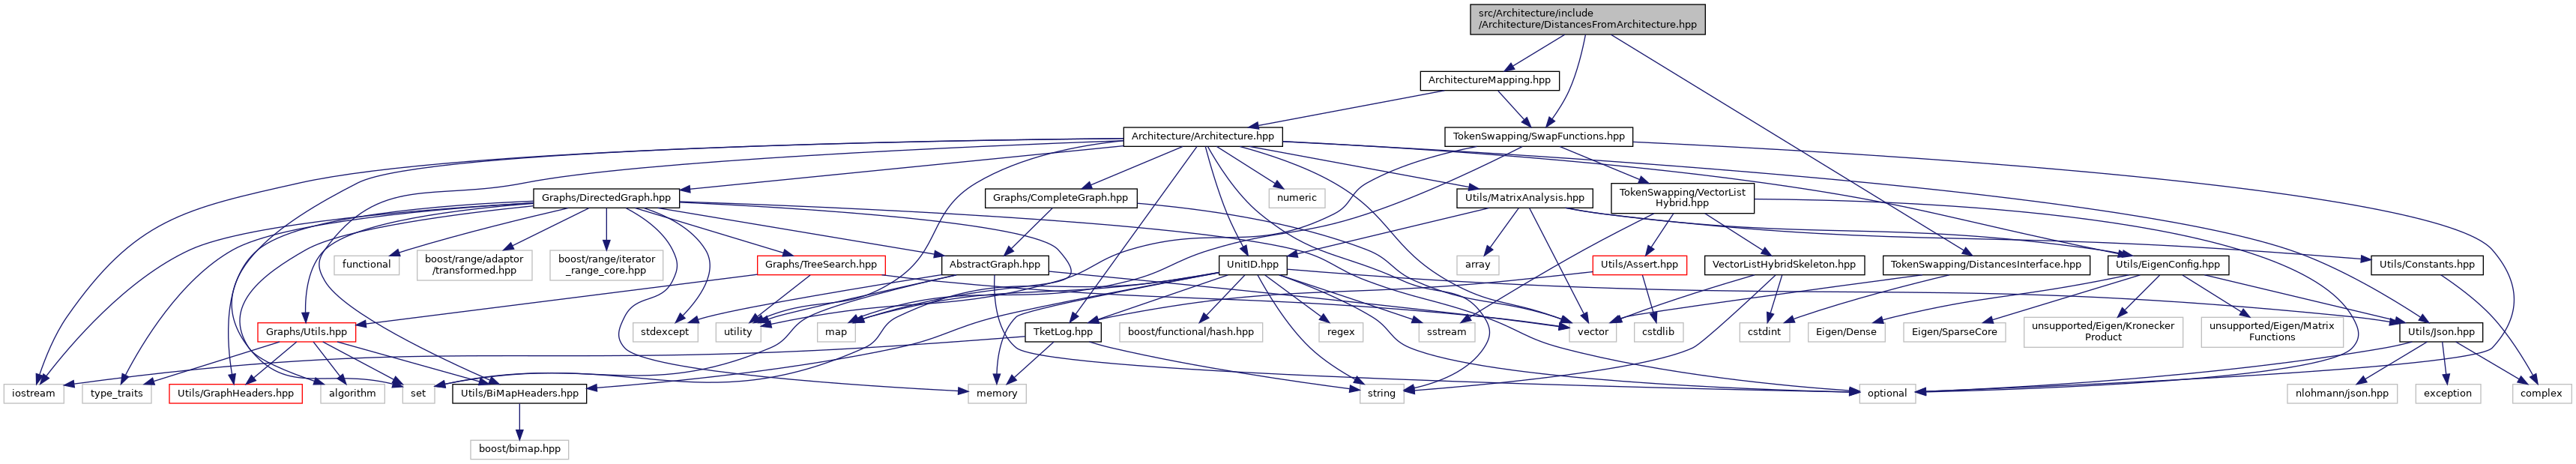 src/Architecture/include
/Architecture/DistancesFromArchitecture.hpp
ArchitectureMapping.hpp
Architecture/Architecture.hpp
TokenSwapping/SwapFunctions.hpp
Graphs/DirectedGraph.hpp
Graphs/CompleteGraph.hpp
numeric
Utils/MatrixAnalysis.hpp
TokenSwapping/VectorList
Hybrid.hpp
functional
boost/range/adaptor
/transformed.hpp
boost/range/iterator
_range_core.hpp
Graphs/TreeSearch.hpp
AbstractGraph.hpp
UnitID.hpp
array
Utils/Assert.hpp
VectorListHybridSkeleton.hpp
TokenSwapping/DistancesInterface.hpp
Utils/EigenConfig.hpp
Utils/Constants.hpp
Graphs/Utils.hpp
stdexcept
utility
map
TketLog.hpp
boost/functional/hash.hpp
regex
sstream
vector
cstdlib
cstdint
Eigen/Dense
Eigen/SparseCore
unsupported/Eigen/Kronecker
Product
unsupported/Eigen/Matrix
Functions
Utils/Json.hpp
iostream
type_traits
Utils/GraphHeaders.hpp
algorithm
set
Utils/BiMapHeaders.hpp
memory
string
optional
nlohmann/json.hpp
exception
complex
boost/bimap.hpp